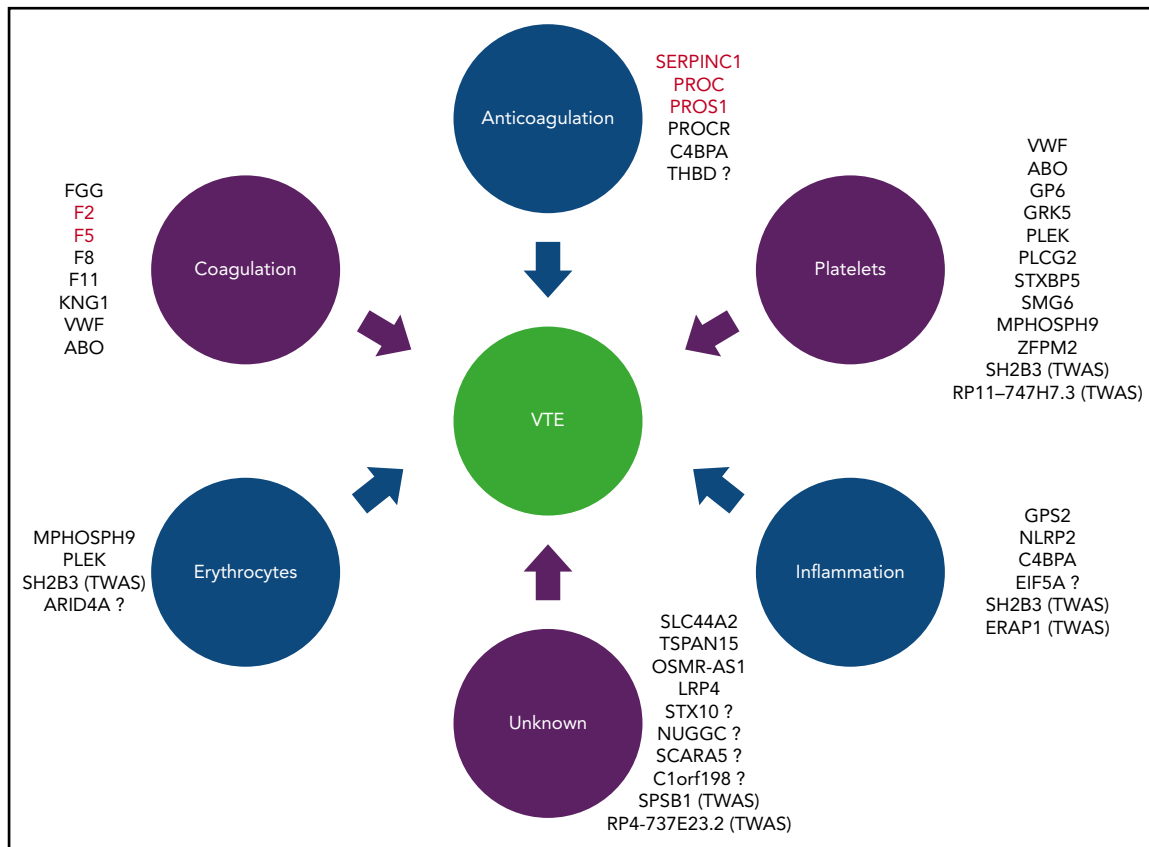 Anticoagulation
SERPINC1
PROC
PROS1
PROCR
C4BPA
THBD ?
Platelets
VWF
ABO
GP6
GRK5
PLEK
PLCG2
STXBP5
SMG6
MPHOSPH9
ZFPM2
SH2B3 (TWAS)
RP11–747H7.3 (TWAS)
FGG
F2
F5
F8
F11
KNG1
VWF
ABO
Coagulation
VTE
MPHOSPH9
PLEK
SH2B3 (TWAS)
ARID4A ?
Erythrocytes
Inflammation
GPS2
NLRP2
C4BPA
EIF5A ?
SH2B3 (TWAS)
ERAP1 (TWAS)
Unknown
SLC44A2
TSPAN15
OSMR-AS1
LRP4
STX10 ?
NUGGC ?
SCARA5 ?
C1orf198 ?
SPSB1 (TWAS)
RP4-737E23.2 (TWAS)